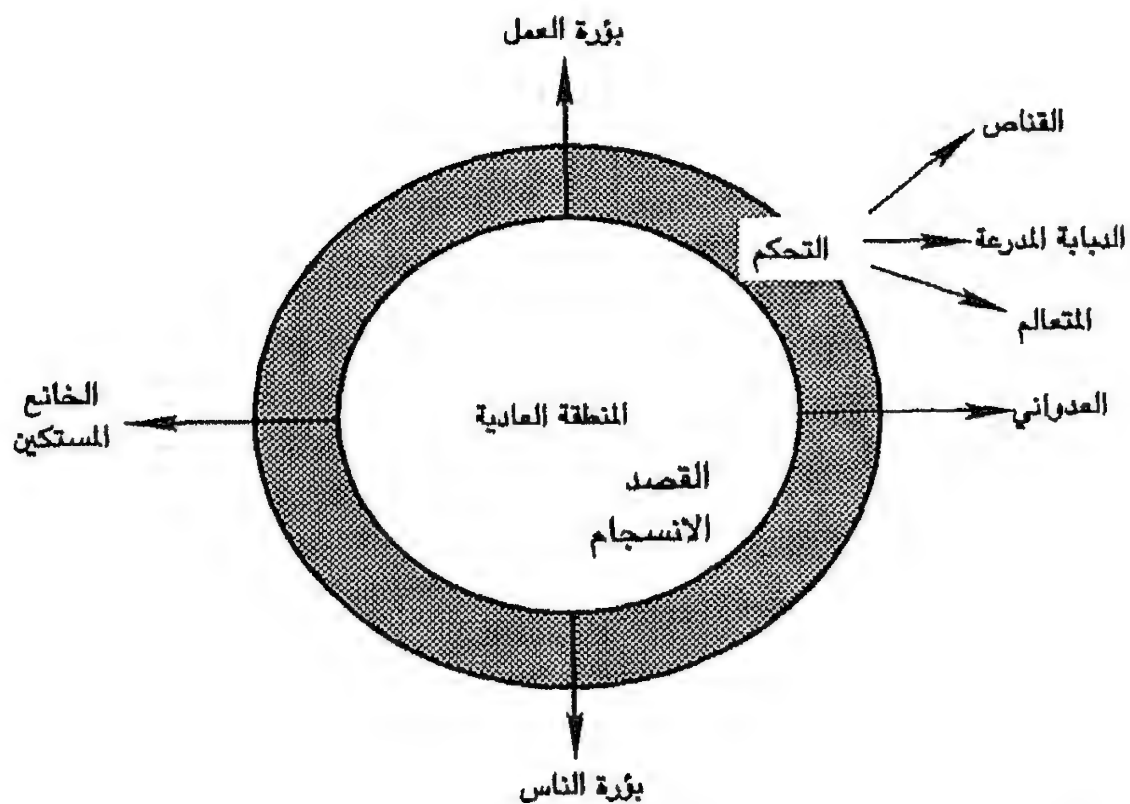 بؤرة العمل
القناص
التحكم
الدبابة المدرعة
المتعالم
العدواني
الخانع
المستكين
المنطقة العادية
القصد
الانسجام
بؤرة الناس